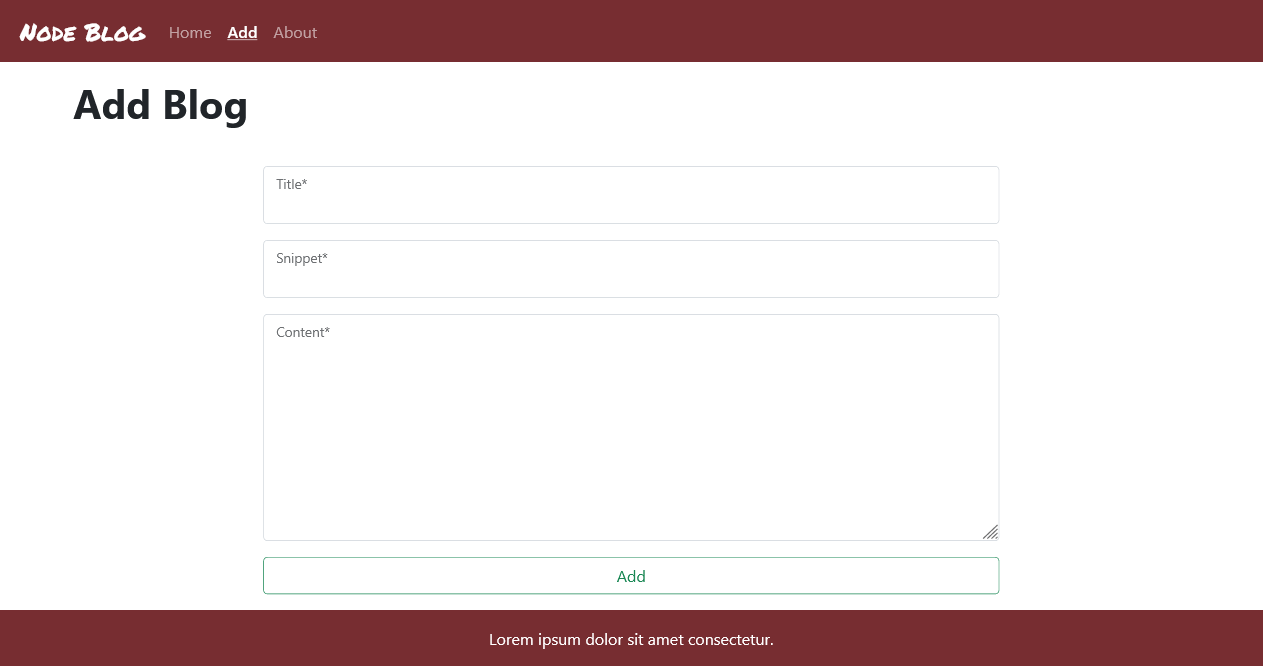 Node Blog Home Add About
Add Blog
Title*
Snippet*
Content*
Add
Lorem ipsum dolor sit amet consectetur.